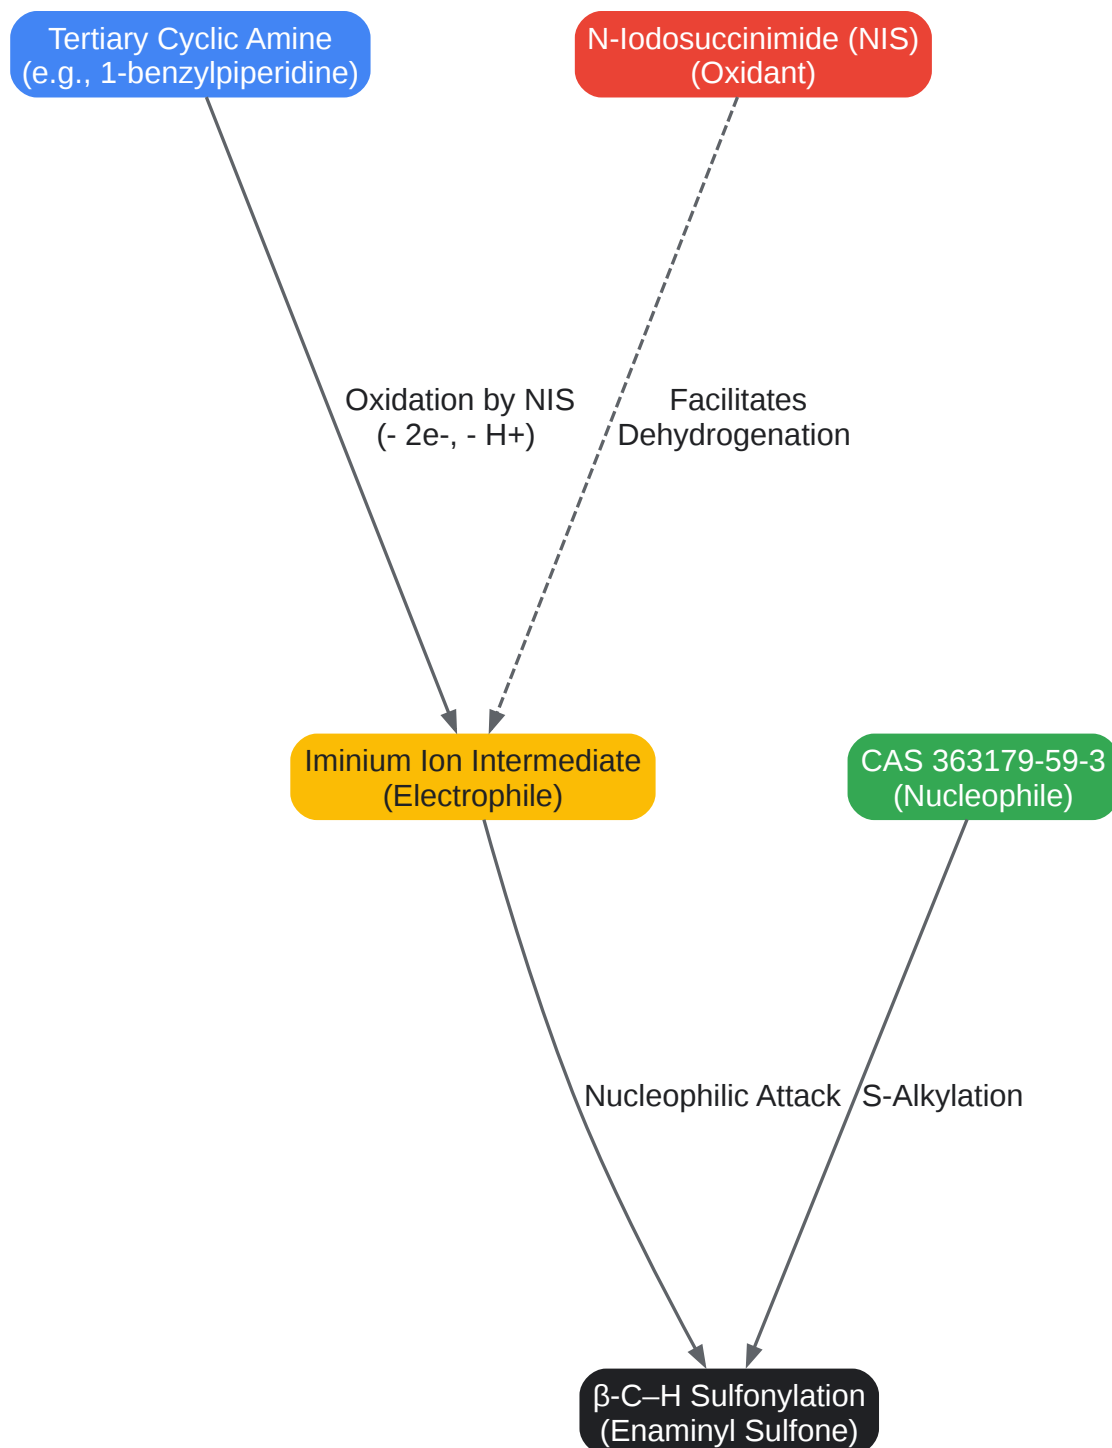 Tertiary Cyclic Amine
(e.g., 1-benzylpiperidine)
N-Iodosuccinimide (NIS)
(Oxidant)
Oxidation by NIS
(- 2e-, - H+)
Facilitates
Dehydrogenation
Iminium Ion Intermediate
(Electrophile)
CAS 363179-59-3
(Nucleophile)
Nucleophilic Attack
S-Alkylation
β-C–H Sulfonylation
(Enaminyl Sulfone)